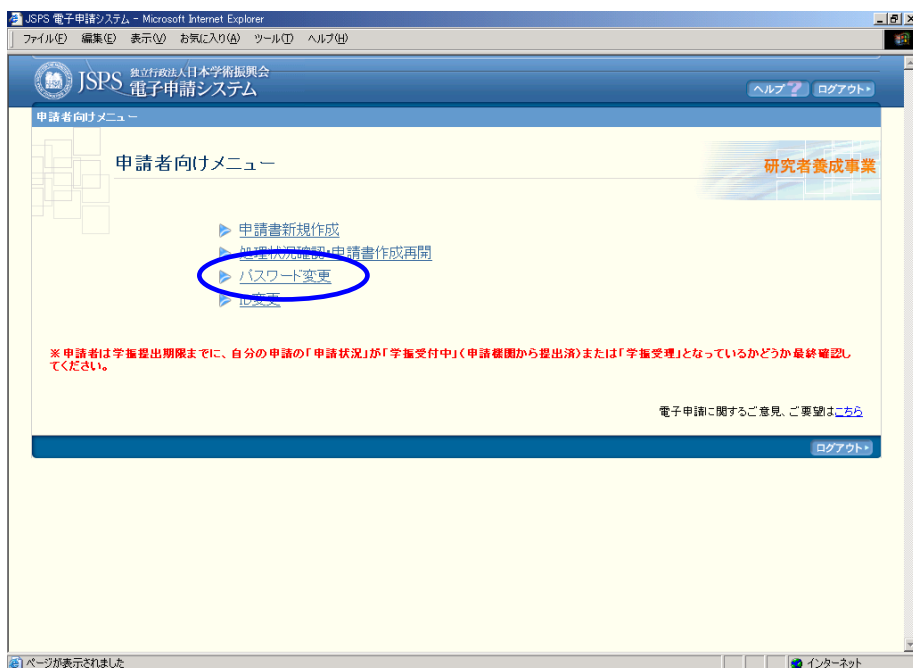 JSPS 電子申請システム - Microsoft Internet Explorer
ファイル(F) 編集(E) 表示(V) お気に入り(A) ツール(T) ヘルプ(H)
JSPS 独立行政法人日本学術振興会
電子申請システム
ヘルプ ? ログアウト
申請者向けメニュー
申請者向けメニュー
研究者養成事業
申請書新規作成
処理状況確認・申請書作成再開
パスワード変更
ID変更
※申請者は学振提出期限までに、自分の申請の「申請状況」が「学振受付中」(申請機関から提出済)または「学振受理」となっているかどうか最終確認し
てください。
電子申請に関するご意見、ご要望はこちら
ログアウト
ページが表示されました
インターネット